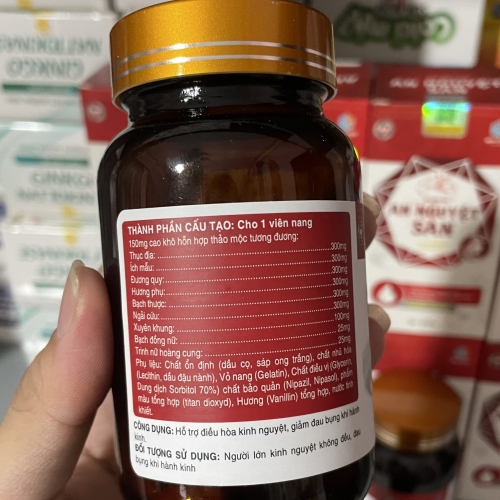 THÀNH PHẦN CẤU TẠO: Cho 1 viên nang
150mg cao khô hỗn hợp thảo mộc tương đương:
Thục địa: 300mg
Ích mẫu: 300mg
Đương quy: 300mg
Hương phụ: 300mg
Bạch thược: 300mg
Ngải cứu: 300mg
Xuyên khung: 100mg
Bạch đồng nữ: 25mg
Trinh nữ hoàng cung: 25mg
Phụ liệu: Chất ổn định (dầu cọ, sáp ong trắng), chất nhũ hóa
(Lecithin, dầu đậu nành), Vỏ nang (Gelatin), Chất điều vị (Glycerin,
Dung dịch Sorbitol 70%) chất bảo quản (Nipazil, Nipasol), phẩm
màu tổng hợp (titan dioxyd), Hương (Vanillin) tổng hợp, nước tinh
khiết.
CÔNG DỤNG: Hỗ trợ điều hòa kinh nguyệt, giảm đau bụng khi hành
kinh.
ĐỐI TƯỢNG SỬ DỤNG: Người lớn kinh nguyệt không đều, đau
bụng khi hành kinh
AN NGUYỆT
SAN
GINKGO